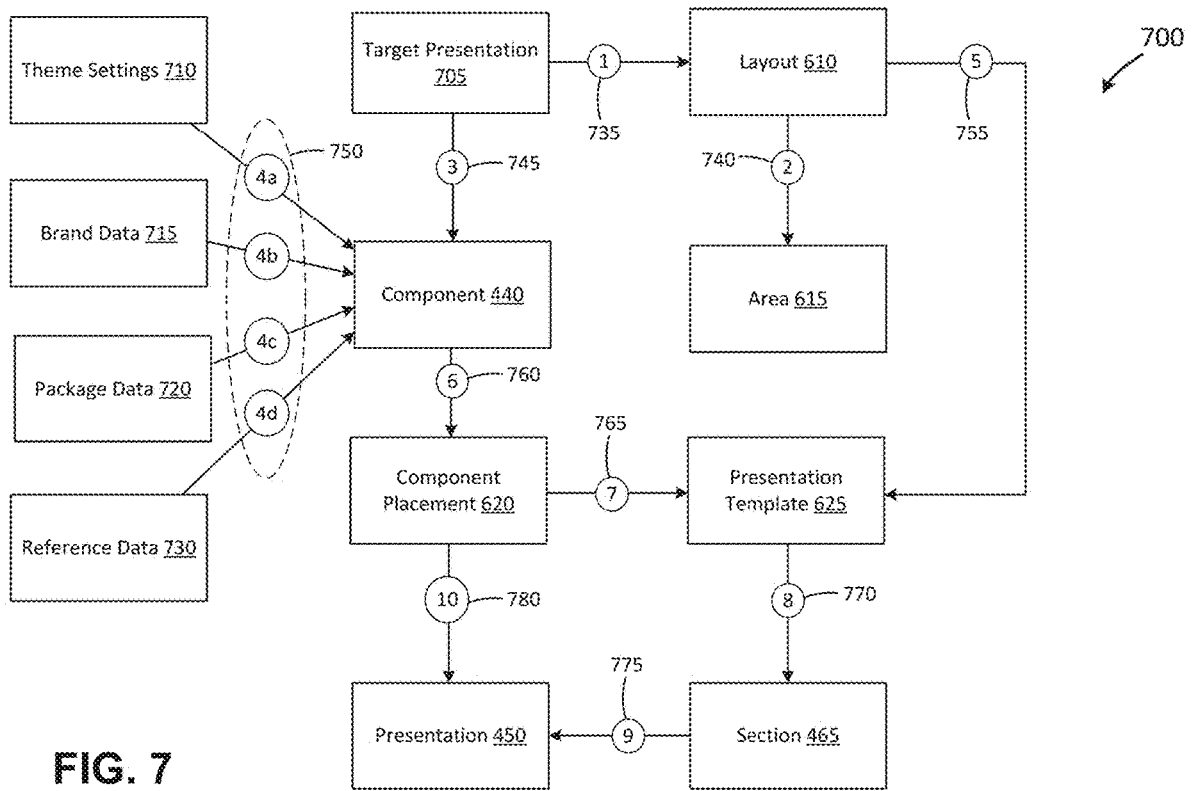 700
Theme Settings 710
Target Presentation
705
1
735
Layout 610
5
755
750
3
745
740
2
4a
Brand Data 715
4b
Component 440
Area 615
4c
Package Data 720
6
760
4d
765
Component
Placement 620
7
Presentation
Template 625
Reference Data 730
10
780
8
770
775
Presentation 450
9
Section 465
FIG. 7